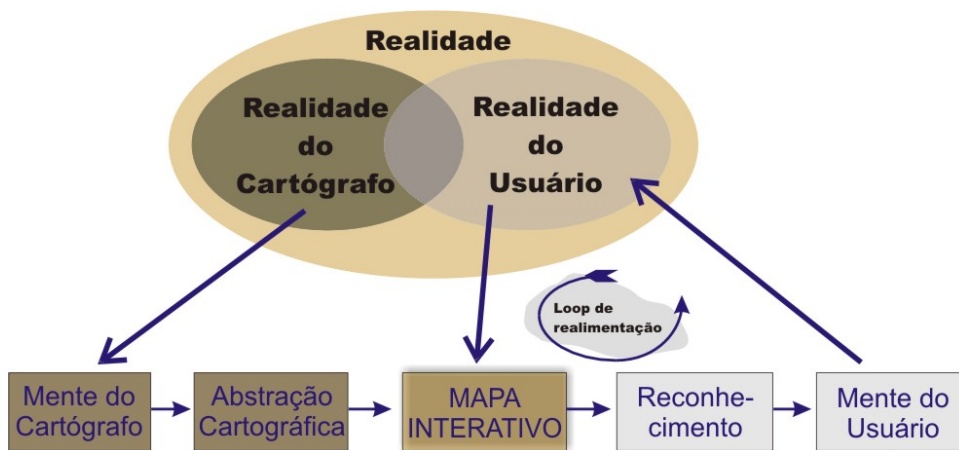 Realidade
Realidade
do
Cartógrafo
Realidade
do
Usuário
Loop de
realimentação
Mente do
Cartógrafo
Abstração
Cartográfica
MAPA
INTERATIVO
Reconhe-
cimento
Mente do
Usuário